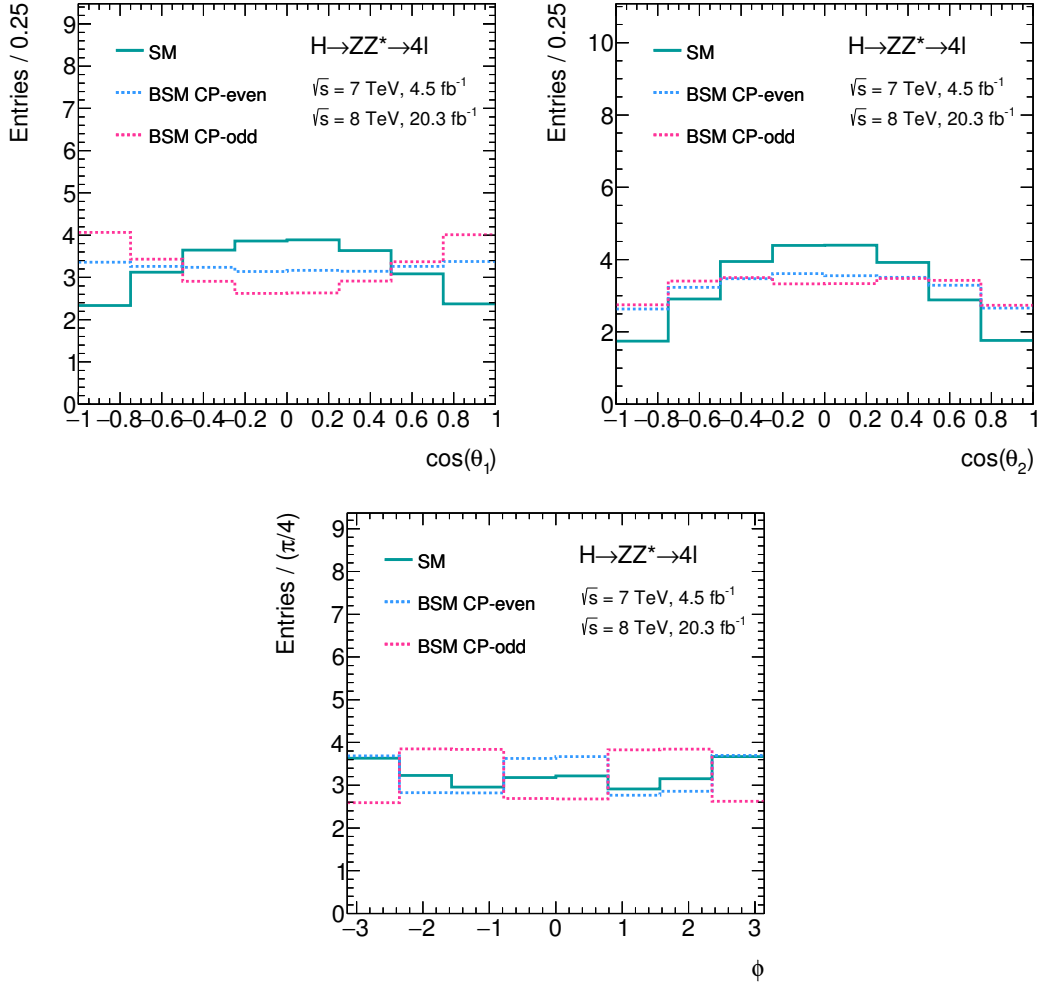 Entries / 0.25
9
8
7
6
5
4
3
2
1
0
SM
BSM CP-even
BSM CP-odd
H→ZZ*→4l
√s = 7 TeV, 4.5 fb⁻¹
√s = 8 TeV, 20.3 fb⁻¹
−1 −0.8 −0.6 −0.4 −0.2 0 0.2 0.4 0.6 0.8 1
cos(θ₁)
Entries / 0.25
10
8
6
4
2
0
SM
BSM CP-even
BSM CP-odd
H→ZZ*→4l
√s = 7 TeV, 4.5 fb⁻¹
√s = 8 TeV, 20.3 fb⁻¹
−1 −0.8 −0.6 −0.4 −0.2 0 0.2 0.4 0.6 0.8 1
cos(θ₂)
Entries / (π/4)
9
8
7
6
5
4
3
2
1
0
SM
BSM CP-even
BSM CP-odd
H→ZZ*→4l
√s = 7 TeV, 4.5 fb⁻¹
√s = 8 TeV, 20.3 fb⁻¹
−3 −2 −1 0 1 2 3
ϕ